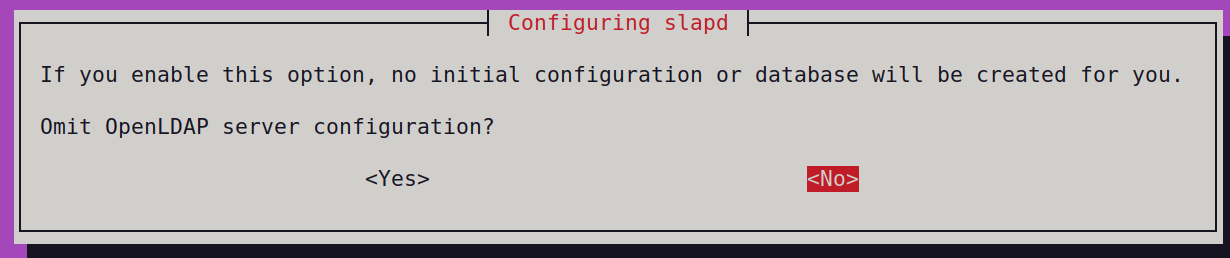 Configuring slapd
If you enable this option, no initial configuration or database will be created for you.
Omit OpenLDAP server configuration?
<Yes> <No>